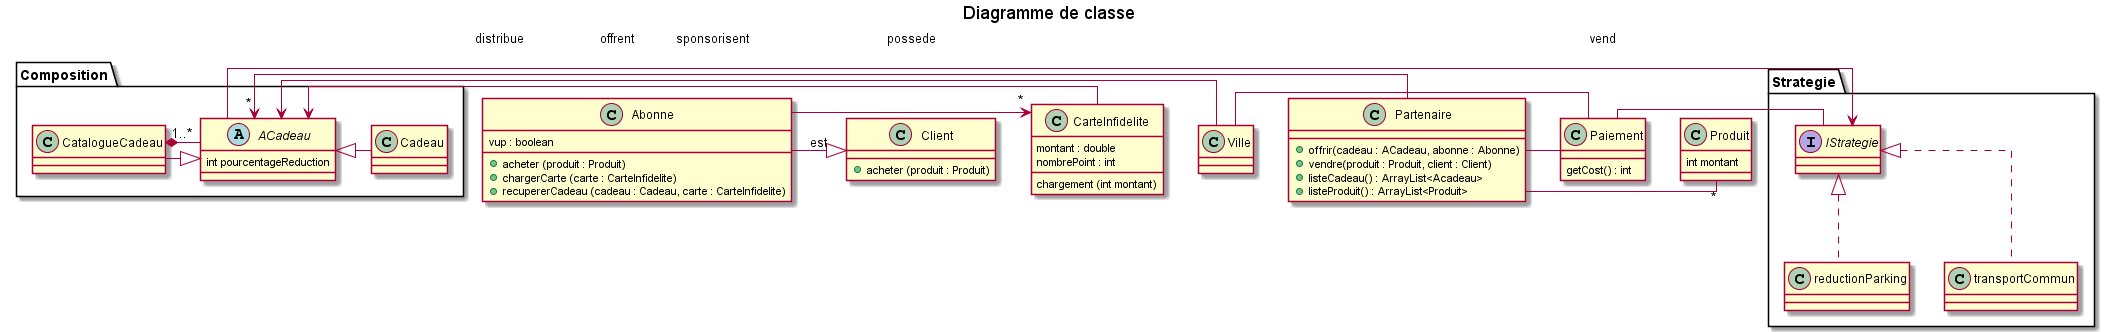 Diagramme de classe
distribue
offrent
sponsorisent
possede
vend
Composition
C CatalogueCadeau
1..*
*
A ACadeau
int pourcentageReduction
C Cadeau
C Abonne
vup : boolean
acheter (produit : Produit)
chargerCarte (carte : CarteInfidelite)
recupererCadeau (cadeau : Cadeau, carte : CarteInfidelite)
est
C Client
acheter (produit : Produit)
*
C CarteInfidelite
montant : double
nombrePoint : int
chargement (int montant)
C Ville
C Partenaire
offrir(cadeau : ACadeau, abonne : Abonne)
vendre(produit : Produit, client : Client)
listeCadeau() : ArrayList<Acadeau>
listeProduit() : ArrayList<Produit>
C Paiement
getCost() : int
C Produit
int montant
*
Strategie
I IStrategie
C reductionParking
C transportCommun